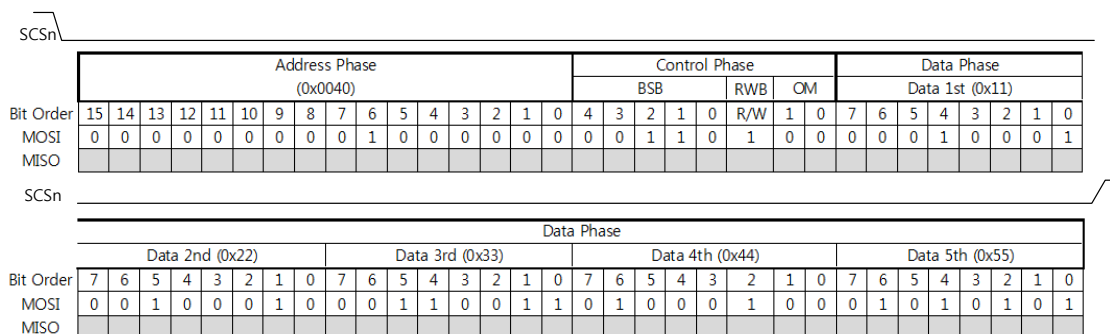 SCSn
Address Phase Control Phase Data Phase
(0x0040) BSB RWB OM Data 1st (0x11)
Bit Order 15 14 13 12 11 10 9 8 7 6 5 4 3 2 1 0 4 3 2 1 0 R/W 1 0 7 6 5 4 3 2 1 0
MOSI 0 0 0 0 0 0 0 0 0 1 0 0 0 0 0 0 0 0 1 1 0 1 0 0 0 0 0 1 0 0 0 1
MISO
SCSn
Data Phase
Data 2nd (0x22) Data 3rd (0x33) Data 4th (0x44) Data 5th (0x55)
Bit Order 7 6 5 4 3 2 1 0 7 6 5 4 3 2 1 0 7 6 5 4 3 2 1 0 7 6 5 4 3 2 1 0
MOSI 0 0 1 0 0 0 1 0 0 0 1 1 0 0 1 1 0 1 0 0 0 1 0 0 0 1 0 1 0 1 0 1
MISO